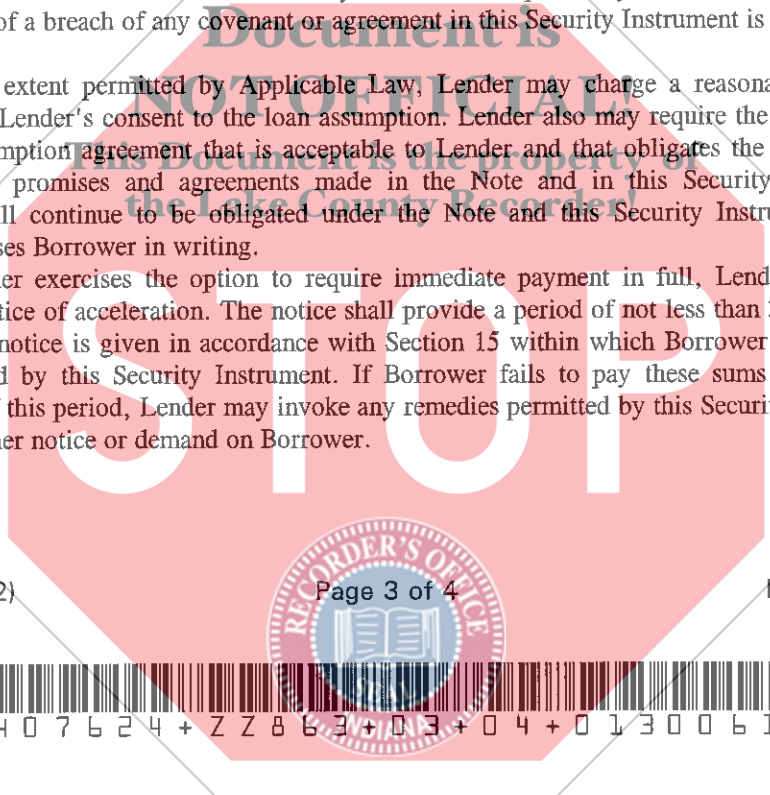 of a breach of any covenant or agreement in this Security Instrument is
Document is
extent permitted by Applicable Law, Lender may charge a reasona
NOT OFFICIAL!
Lender's consent to the loan assumption. Lender also may require the
mption agreement that is acceptable to Lender and that obligates the
This Document is the property of
promises and agreements made in the Note and in this Security
the Lake County Recorder!
ll continue to be obligated under the Note and this Security Instru
ses Borrower in writing.
er exercises the option to require immediate payment in full, Lend
tice of acceleration. The notice shall provide a period of not less than
notice is given in accordance with Section 15 within which Borrower
d by this Security Instrument. If Borrower fails to pay these sums
this period, Lender may invoke any remedies permitted by this Securi
er notice or demand on Borrower.
STOP
RECORDER'S OFFICE
2)
Page 3 of 4
SEAL
INDIANA
07624+ZZ863+03+04+013006